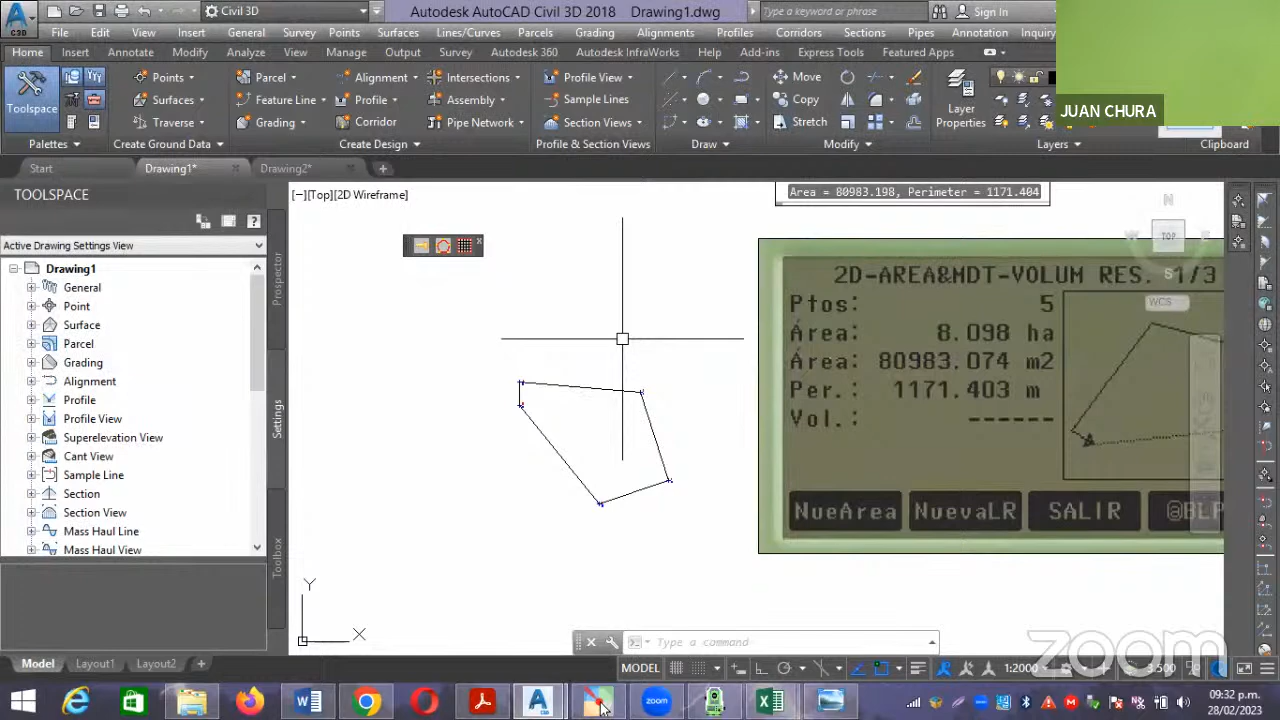 Civil 3D
Autodesk AutoCAD Civil 3D 2018 Drawing1.dwg
Type a keyword or phrase
Sign In
File Edit View Insert General Survey Points Surfaces Lines/Curves Parcels Grading Alignments Profiles Corridors Sections Pipes Annotation Inquiry
Home Insert Annotate Modify Analyze View Manage Output Survey Autodesk 360 Autodesk InfraWorks Help Add-ins Express Tools Featured Apps
Points Parcel Alignment Intersections Profile View Move
Surfaces Feature Line Profile Assembly Sample Lines Copy
Traverse Grading Corridor Pipe Network Section Views Stretch
Toolspace
Layer
Properties
JUAN CHURA
Palettes Create Ground Data Create Design Profile & Section Views Draw Modify Layers Clipboard
Start Drawing1* Drawing2*
TOOLSPACE
Active Drawing Settings View
Drawing1
General
Point
Surface
Parcel
Grading
Alignment
Profile
Profile View
Superelevation View
Cant View
Sample Line
Section
Section View
Mass Haul Line
Mass Haul View
Prospector
Settings
Toolbox
[−][Top][2D Wireframe]
Area = 80983.198, Perimeter = 1171.404
N
W TOP E
S
WCS
2D-AREA&MDT-VOLUM RES. 1/3
Ptos: 5
Área: 8.098 ha
Área: 80983.074 m2
Per.: 1171.403 m
Vol.: ------
NueArea NuevaLR SALIR
Y
X
Type a command
zoom
Model Layout1 Layout2
MODEL 1:2000 3.500
zoom
09:32 p.m.
28/02/2023